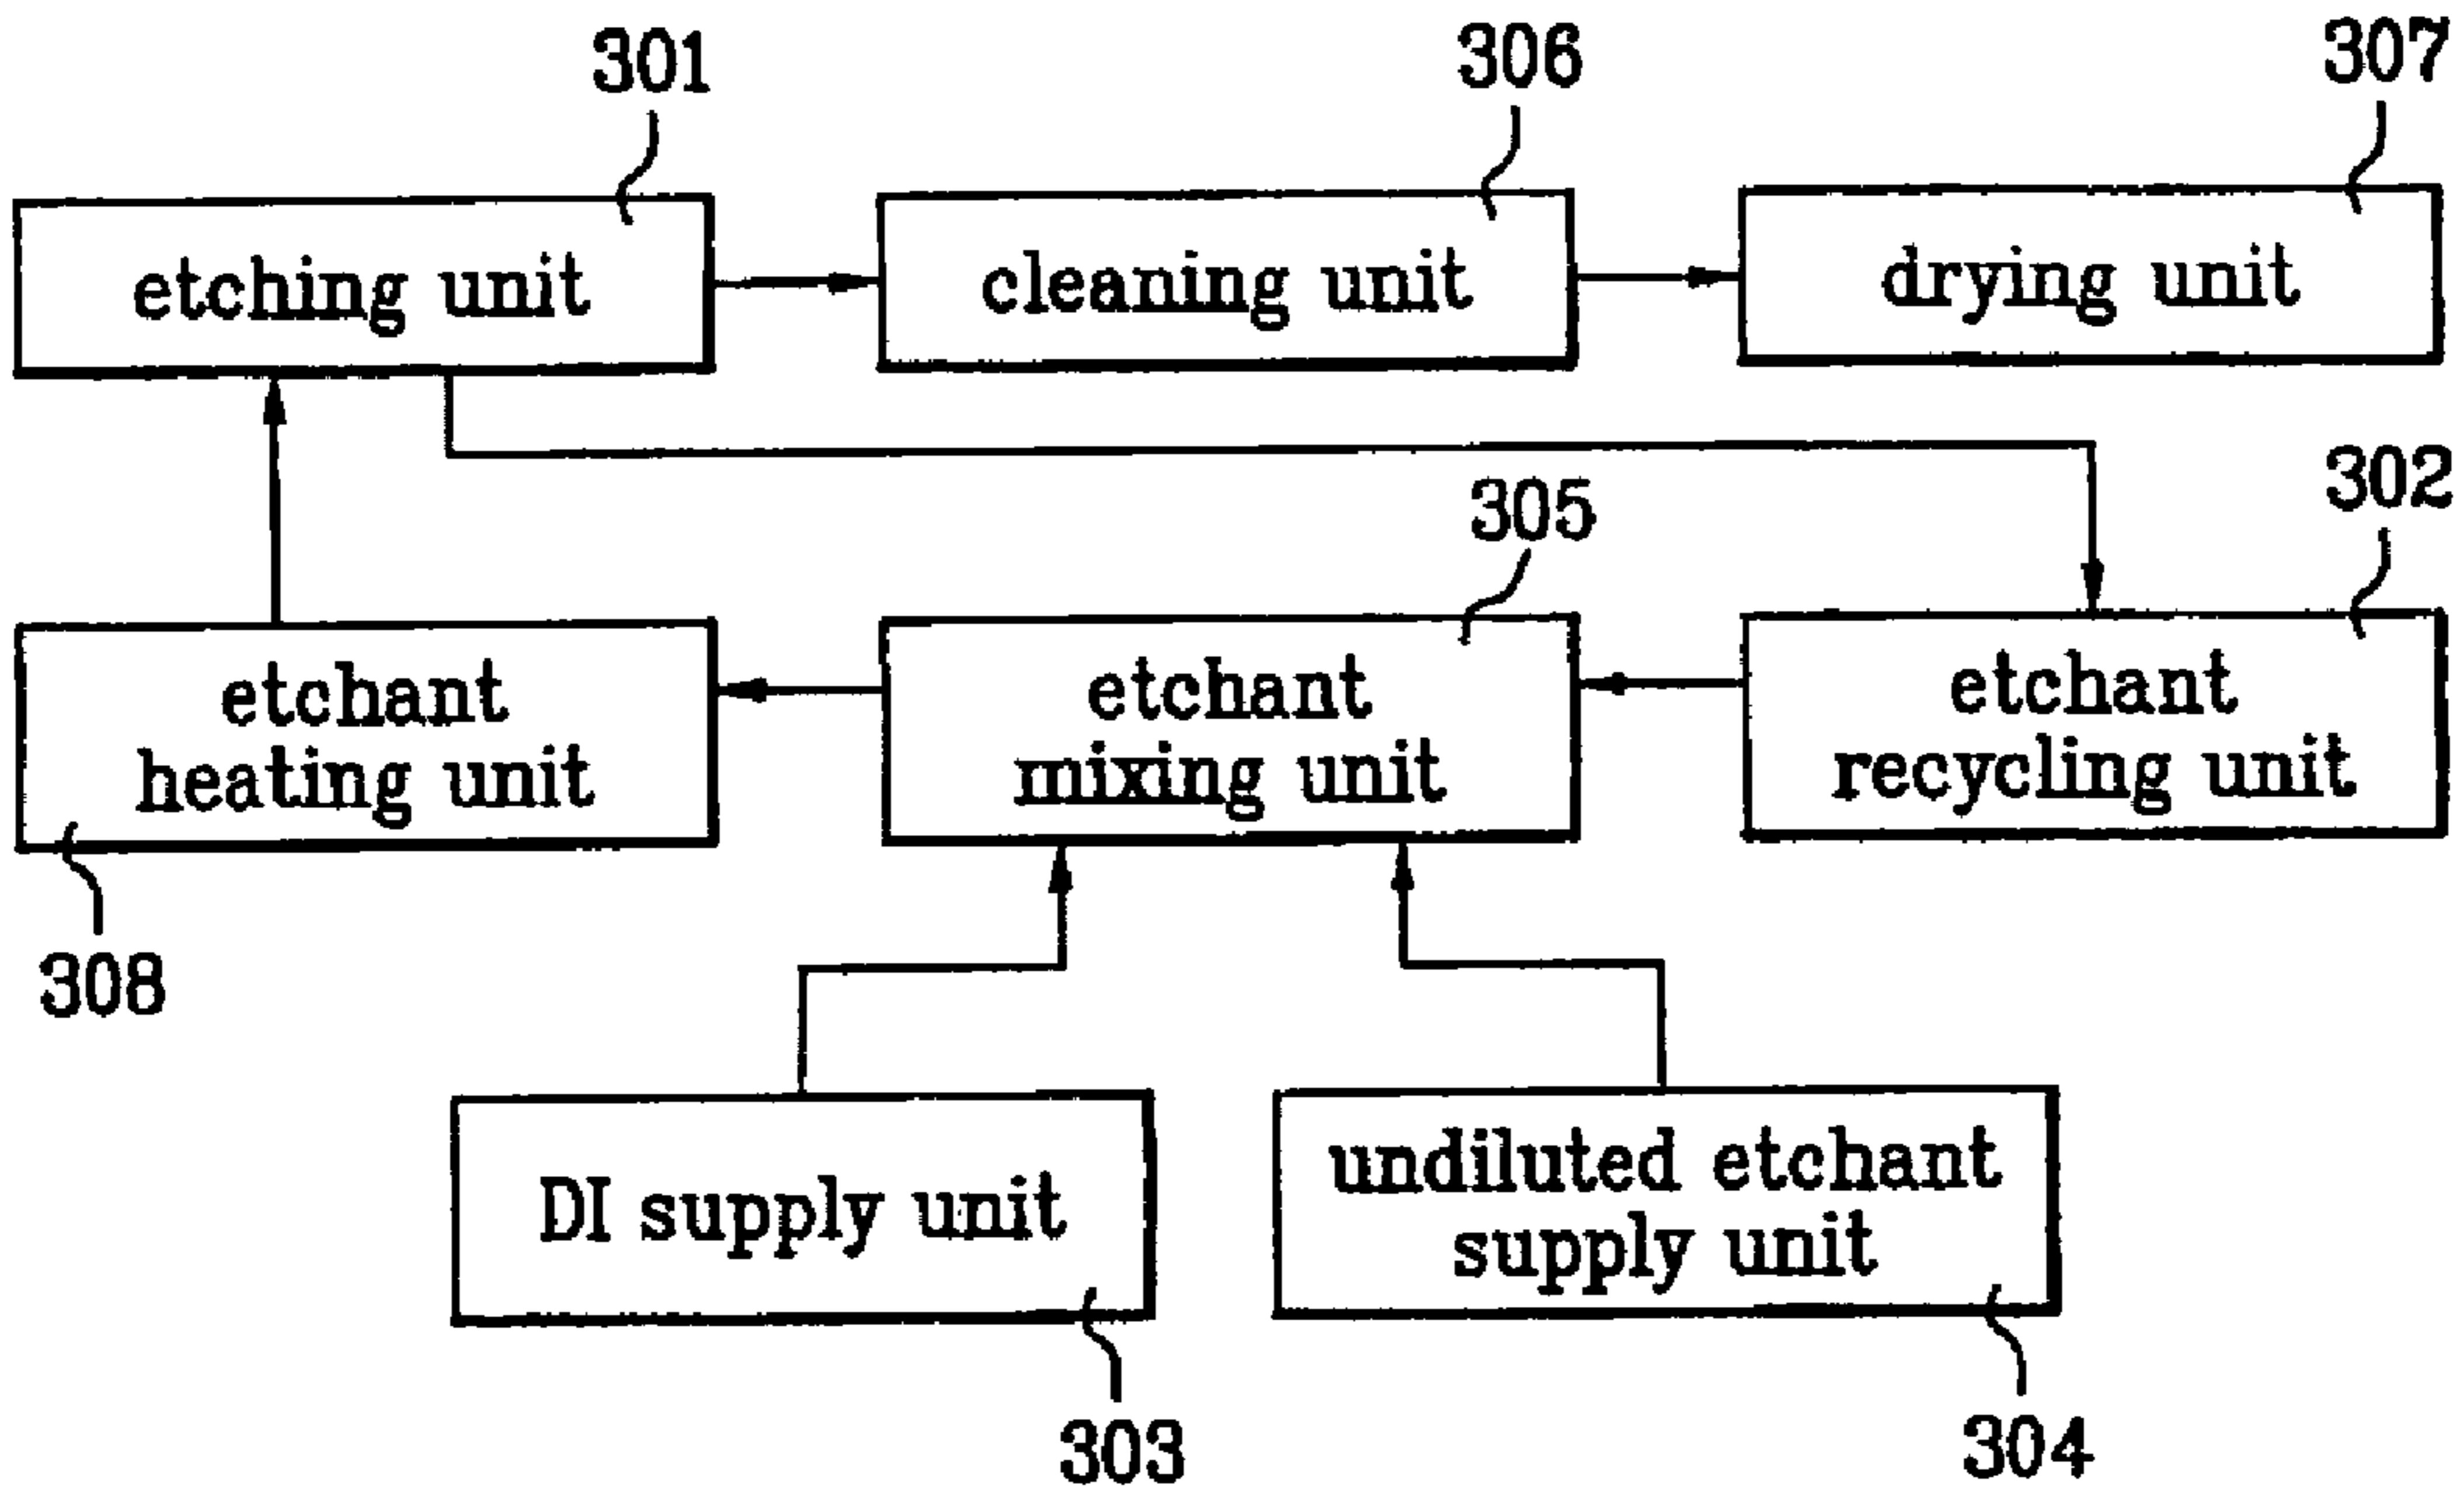 301
306
307
etching unit
cleaning unit
drying unit
305
302
etchant
heating unit
etchant
mixing unit
etchant
recycling unit
308
DI supply unit
undiluted etchant
supply unit
303
304